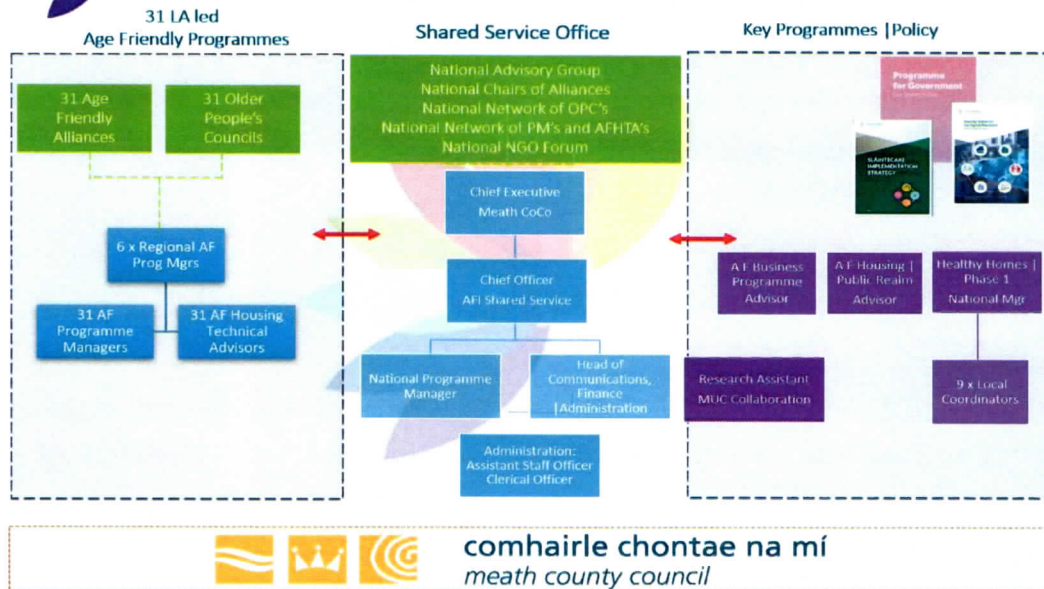 31 LA led
Age Friendly Programmes
31 Age
Friendly
Alliances
31 Older
People's
Councils
6 x Regional AF
Prog Mgrs
31 AF
Programme
Managers
31 AF Housing
Technical
Advisors
Shared Service Office
National Advisory Group
National Chairs of Alliances
National Network of OPC's
National Network of PM's and AFHTA's
National NGO Forum
Chief Executive
Meath CoCo
Chief Officer
AFI Shared Service
National Programme
Manager
Head of
Communications,
Finance
|Administration
Administration:
Assistant Staff Officer
Clerical Officer
Key Programmes |Policy
Programme
for Government
SLÁINTECARE
IMPLEMENTATION
STRATEGY
A F Business
Programme
Advisor
A F Housing |
Public Realm
Advisor
Healthy Homes |
Phase 1
National Mgr
Research Assistant
MUC Collaboration
9 x Local
Coordinators
comhairle chontae na mí
meath county council